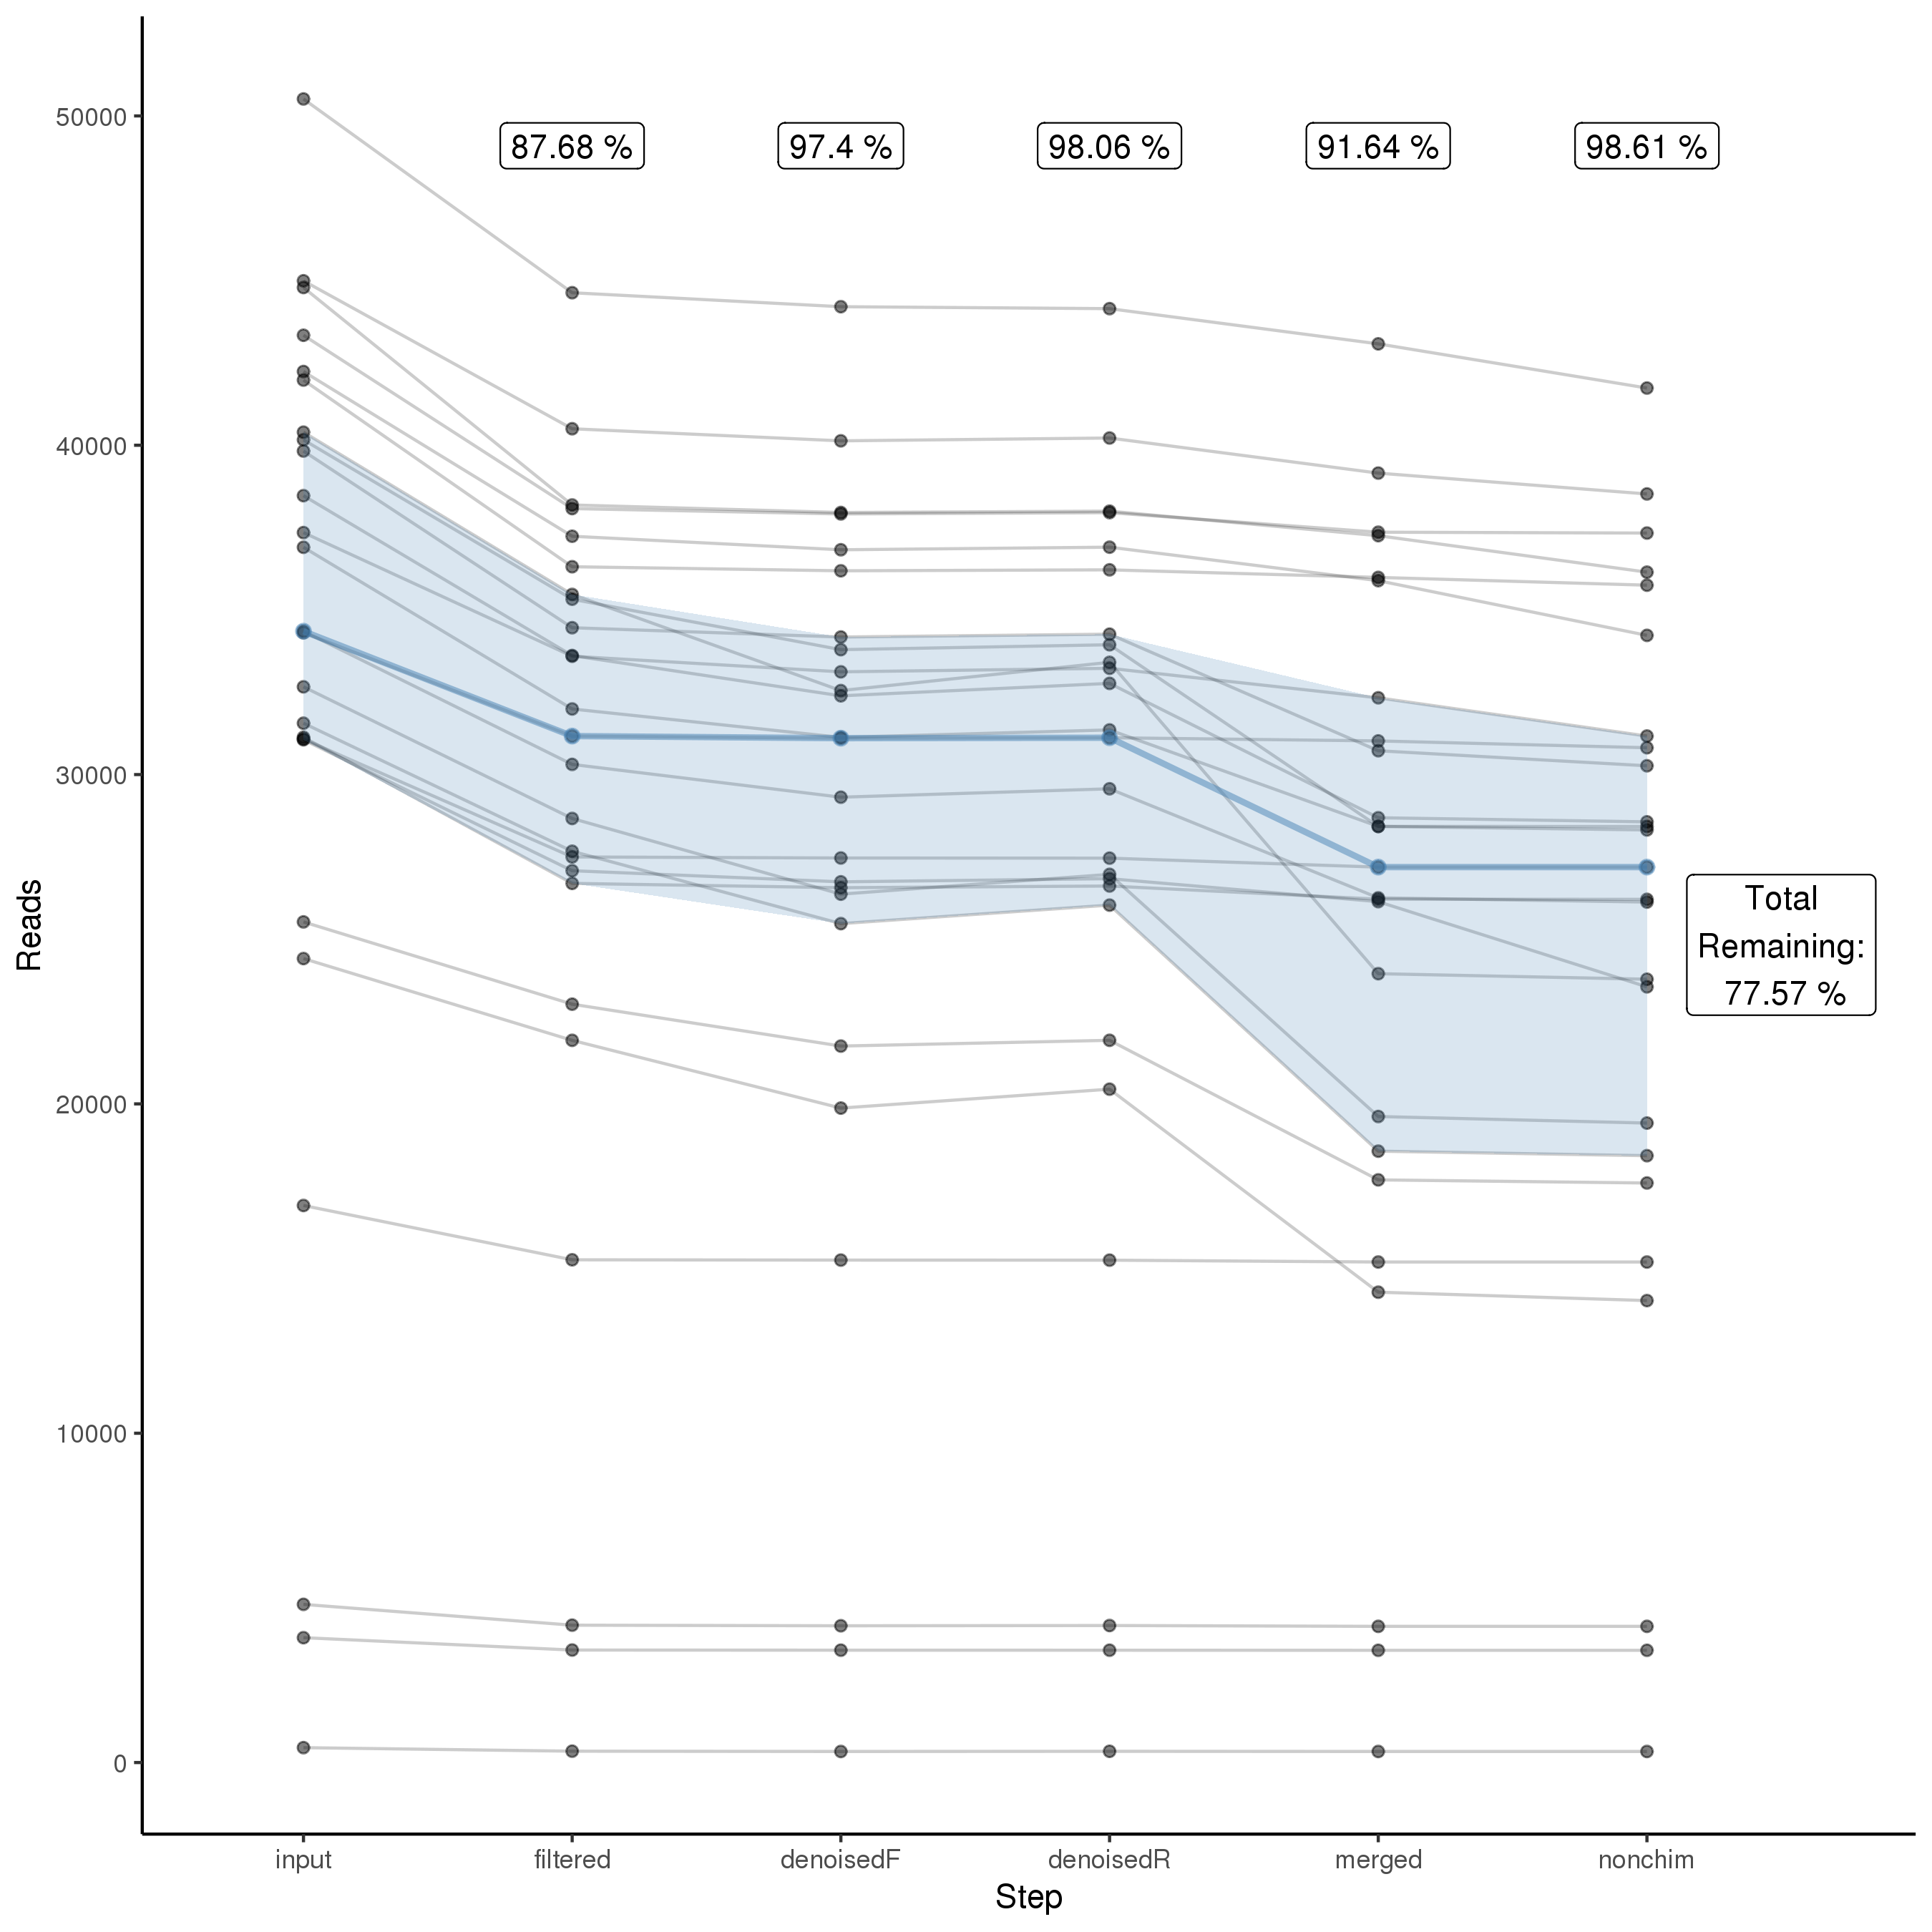 50000
40000
30000
20000
10000
0
Reads
87.68 %
97.4 %
98.06 %
91.64 %
98.61 %
Total
Remaining:
77.57 %
input
filtered
denoisedF
denoisedR
merged
nonchim
Step